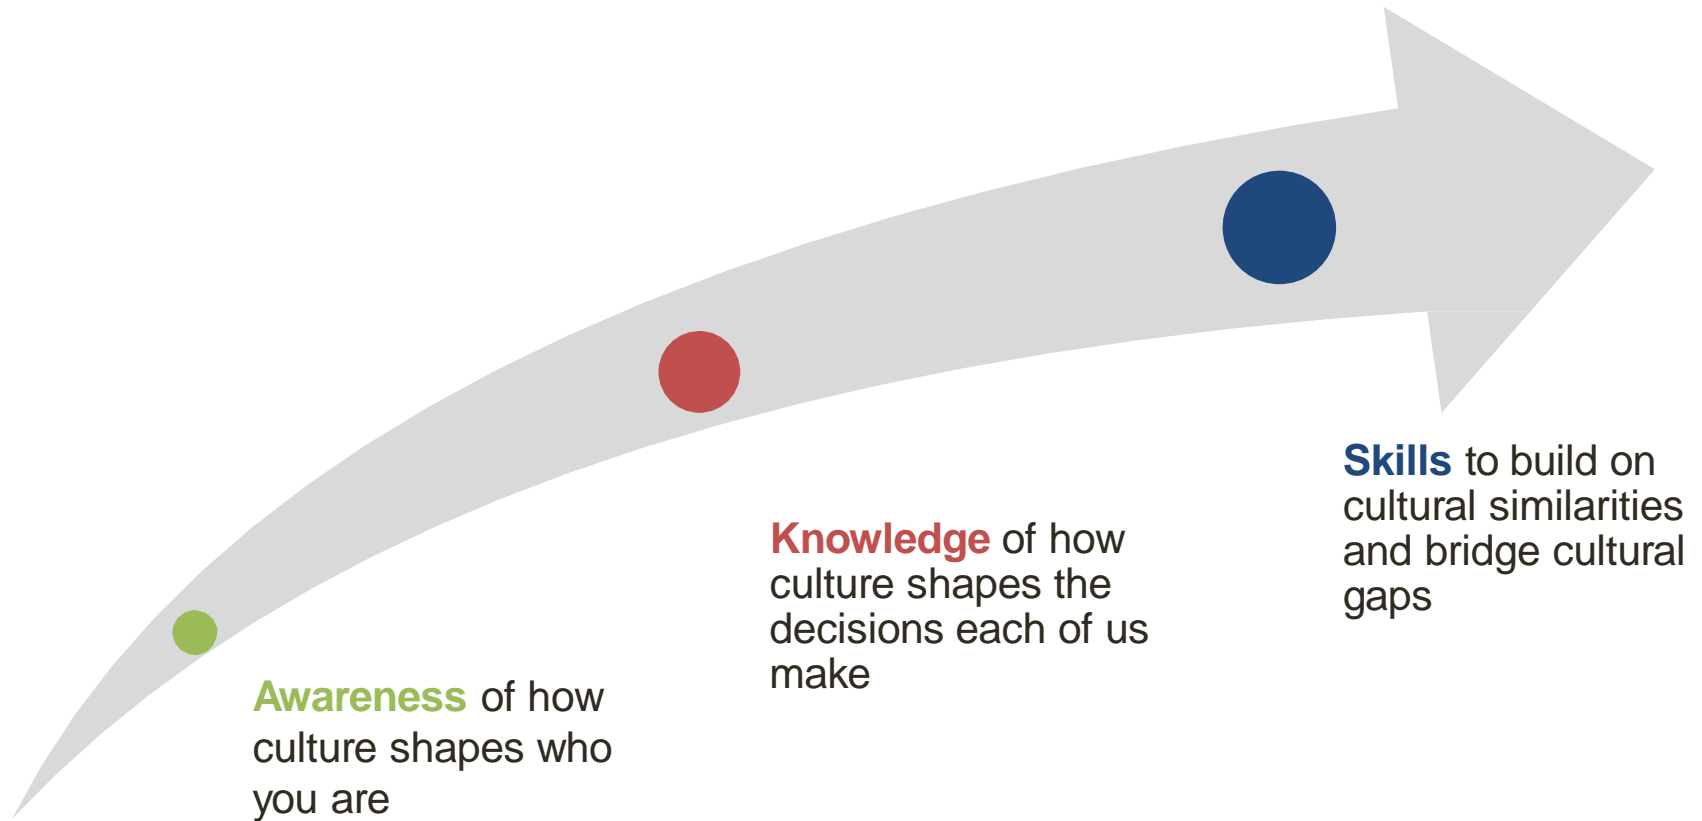 Awareness of how
culture shapes who
you are
Knowledge of how
culture shapes the
decisions each of us
make
Skills to build on
cultural similarities
and bridge cultural
gaps